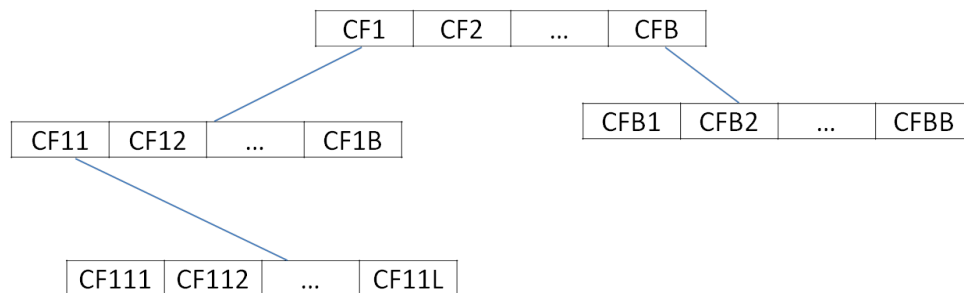 CF1 CF2 ... CFB
CFB1 CFB2 ... CFBB
CF11 CF12 ... CF1B
CF111 CF112 ... CF11L